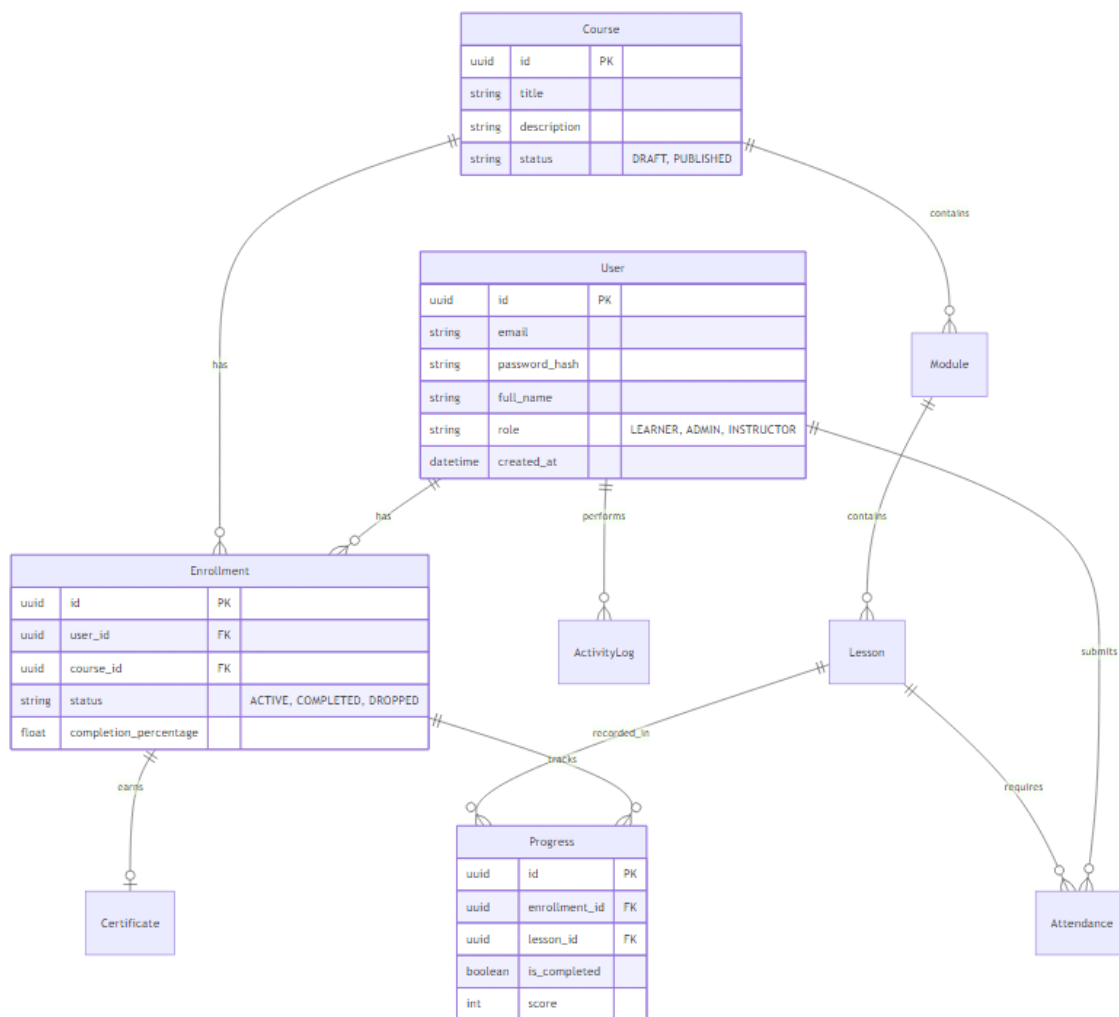 Course
uuid id PK
string title
string description
string status DRAFT, PUBLISHED
contains
User
uuid id PK
string email
string password_hash
string full_name
string role LEARNER, ADMIN, INSTRUCTOR
datetime created_at
has
Module
has
performs
contains
Enrollment
uuid id PK
uuid user_id FK
uuid course_id FK
string status ACTIVE, COMPLETED, DROPPED
float completion_percentage
ActivityLog
Lesson
submits
recorded_in
tracks
earns
requires
Progress
uuid id PK
uuid enrollment_id FK
uuid lesson_id FK
boolean is_completed
int score
Certificate
Attendance